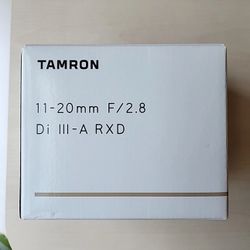 TAMRON
11-20mm F/2.8
Di III-A RXD